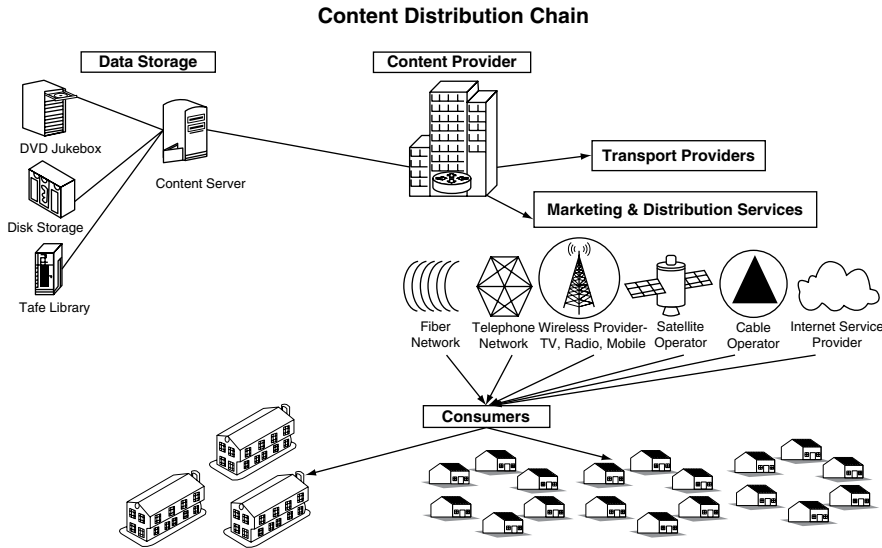 Content Distribution Chain
Data Storage
Content Provider
DVD Jukebox
Content Server
Disk Storage
Tafe Library
Transport Providers
Marketing & Distribution Services
Fiber
Network
Telephone
Network
Wireless Provider-
TV, Radio, Mobile
Satellite
Operator
Cable
Operator
Internet Service
Provider
Consumers